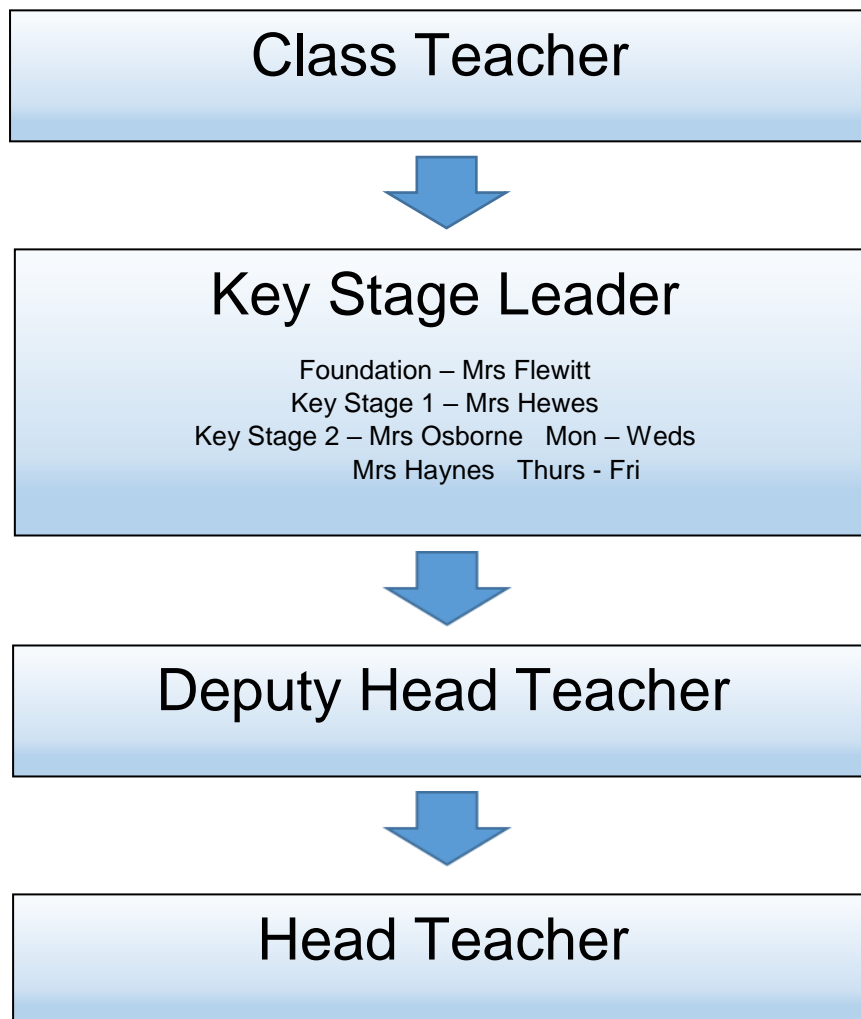 Class Teacher
Key Stage Leader
Foundation – Mrs Flewitt
Key Stage 1 – Mrs Hewes
Key Stage 2 – Mrs Osborne   Mon – Weds
Mrs Haynes   Thurs - Fri
Deputy Head Teacher
Head Teacher